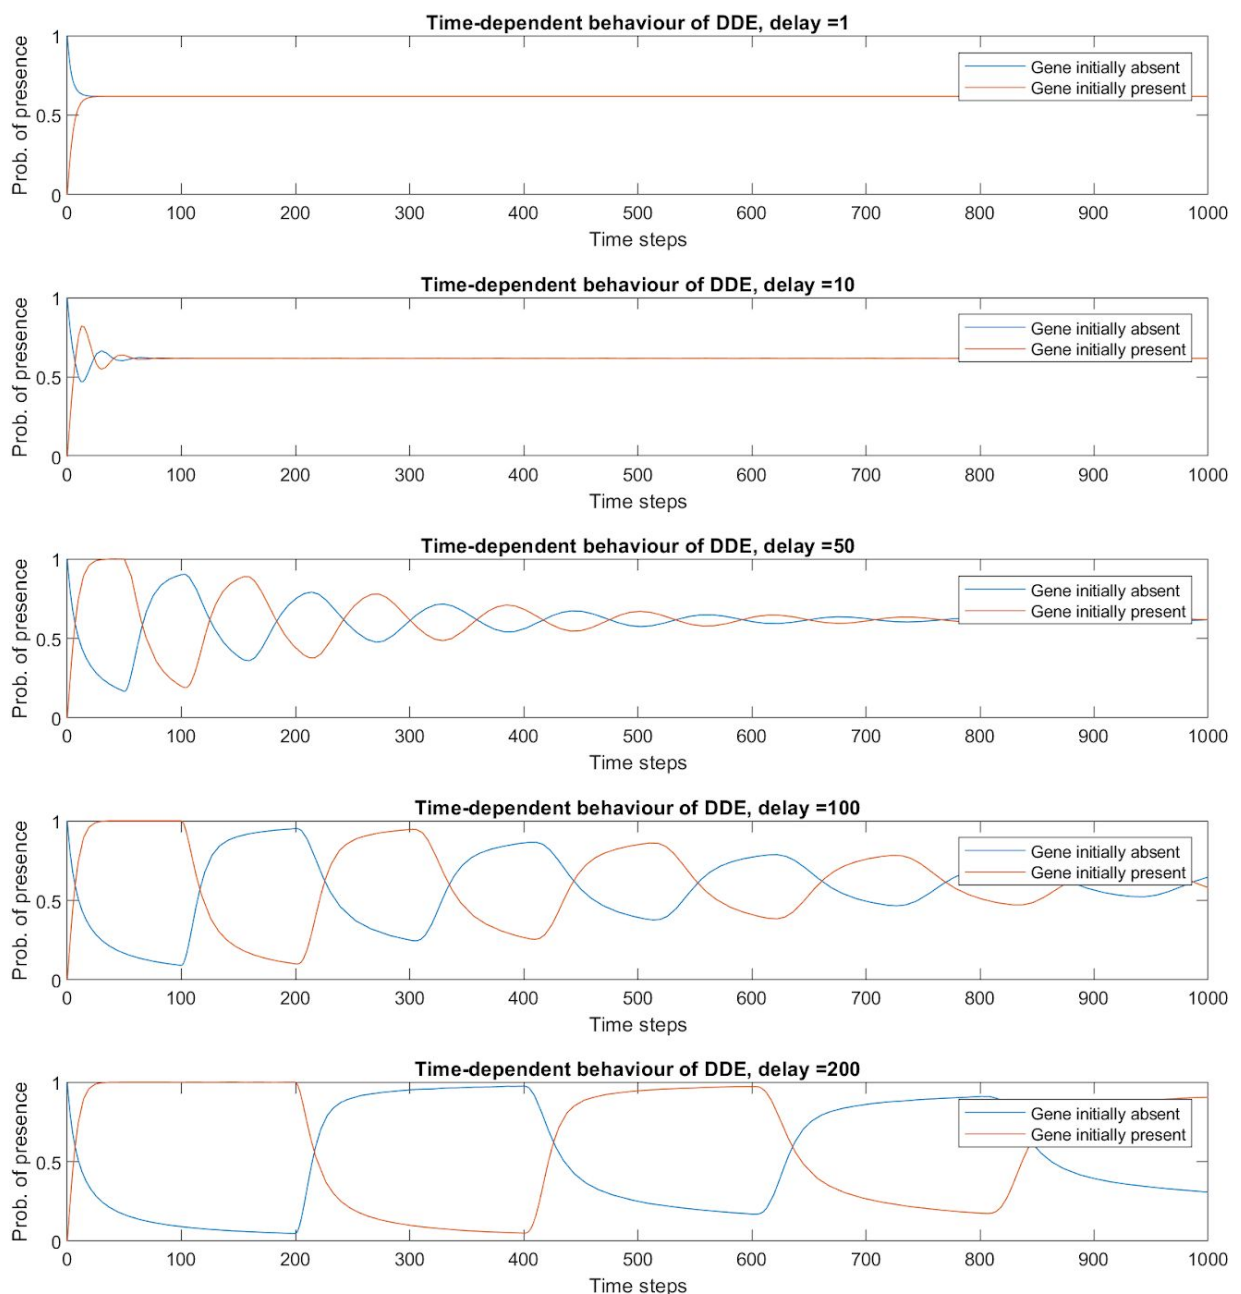 Time-dependent behaviour of DDE, delay =1
Prob. of presence
1
0.5
0
Gene initially absent
Gene initially present
0 100 200 300 400 500 600 700 800 900 1000
Time steps
Time-dependent behaviour of DDE, delay =10
Prob. of presence
1
0.5
0
Gene initially absent
Gene initially present
0 100 200 300 400 500 600 700 800 900 1000
Time steps
Time-dependent behaviour of DDE, delay =50
Prob. of presence
1
0.5
0
Gene initially absent
Gene initially present
0 100 200 300 400 500 600 700 800 900 1000
Time steps
Time-dependent behaviour of DDE, delay =100
Prob. of presence
1
0.5
0
Gene initially absent
Gene initially present
0 100 200 300 400 500 600 700 800 900 1000
Time steps
Time-dependent behaviour of DDE, delay =200
Prob. of presence
1
0.5
0
Gene initially absent
Gene initially present
0 100 200 300 400 500 600 700 800 900 1000
Time steps